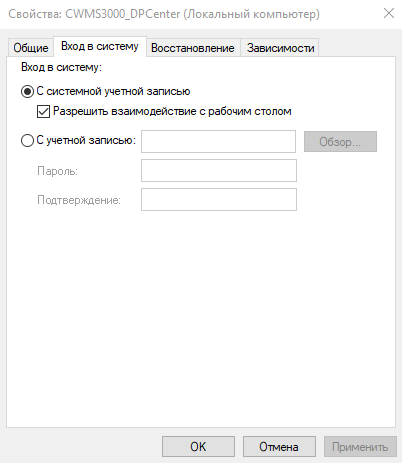 Свойства: CWMS3000_DPCenter (Локальный компьютер)
Общие Вход в систему Восстановление Зависимости
Вход в систему:
С системной учетной записью
Разрешить взаимодействие с рабочим столом
С учетной записью: Обзор...
Пароль:
Подтверждение:
OK Отмена Применить